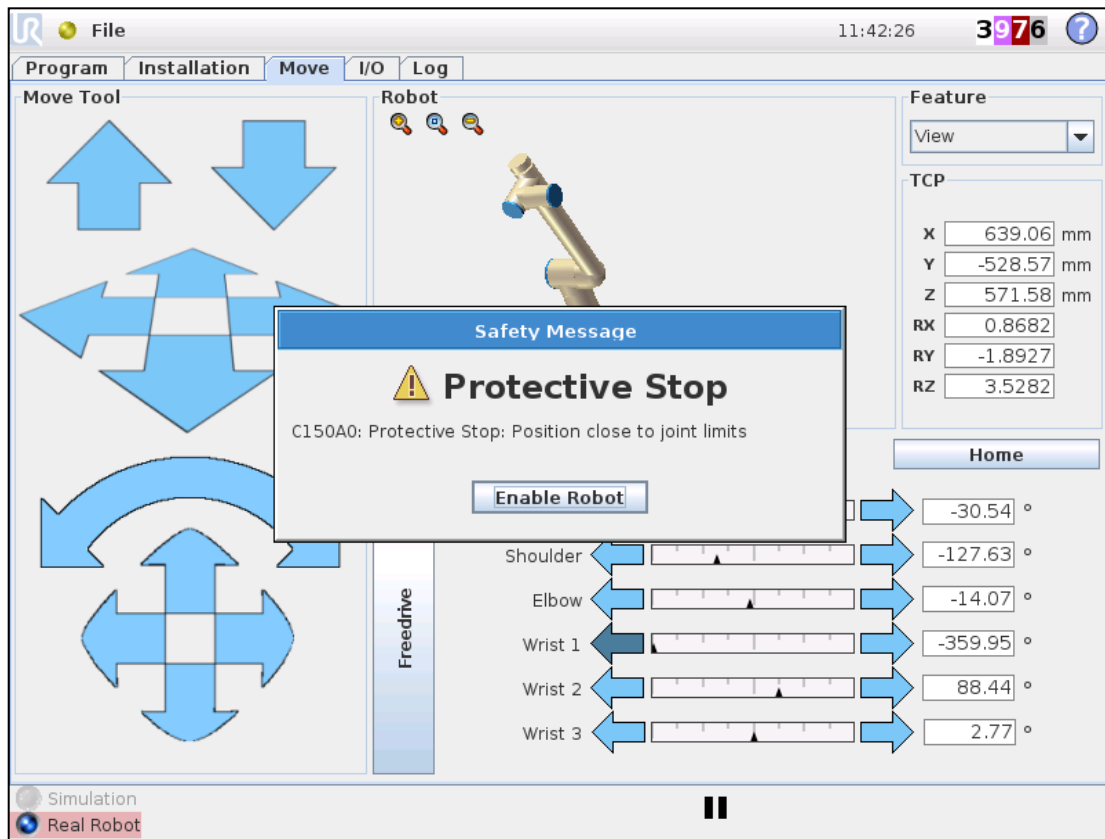 UR File 11:42:26 3976 ?
Program Installation Move I/O Log
Move Tool
Robot
Feature
View
TCP
X 639.06 mm
Y -528.57 mm
Z 571.58 mm
RX 0.8682
RY -1.8927
RZ 3.5282
Safety Message
! Protective Stop
C150A0: Protective Stop: Position close to joint limits
Enable Robot
Home
-30.54 °
Shoulder -127.63 °
Elbow -14.07 °
Freedrive
Wrist 1 -359.95 °
Wrist 2 88.44 °
Wrist 3 2.77 °
Simulation
Real Robot